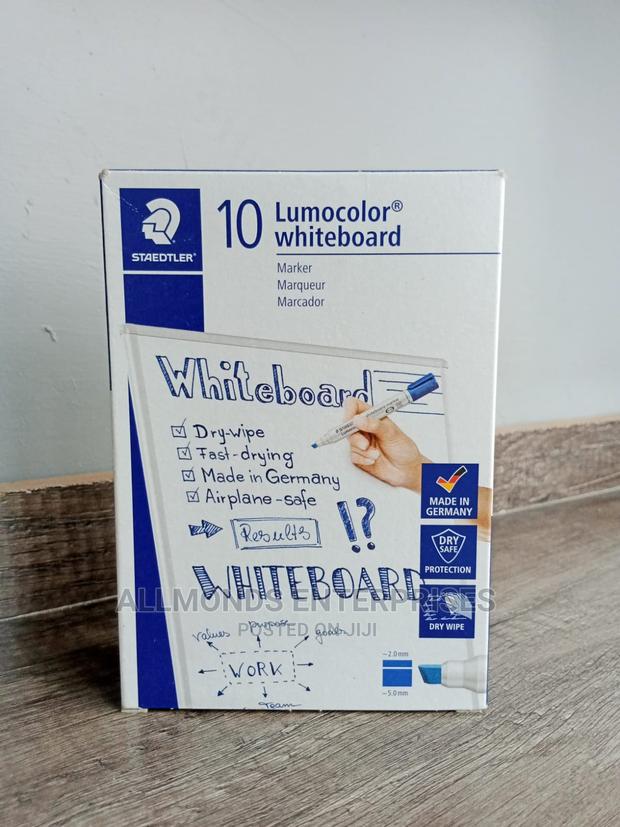 STAEDTLER®
10 Lumocolor®
whiteboard
Marker
Marqueur
Marcador
Whiteboard
Dry-wipe
Fast-drying
Made in Germany
Airplane-safe
Results !?
MADE IN
GERMANY
DRY
SAFE
PROTECTION
WHITEBOARD
ALLMONDS ENTERPRISES
POSTED ON JIJI
DRY WIPE
values purpose goals
WORK
Team
~2.0mm
~5.0mm